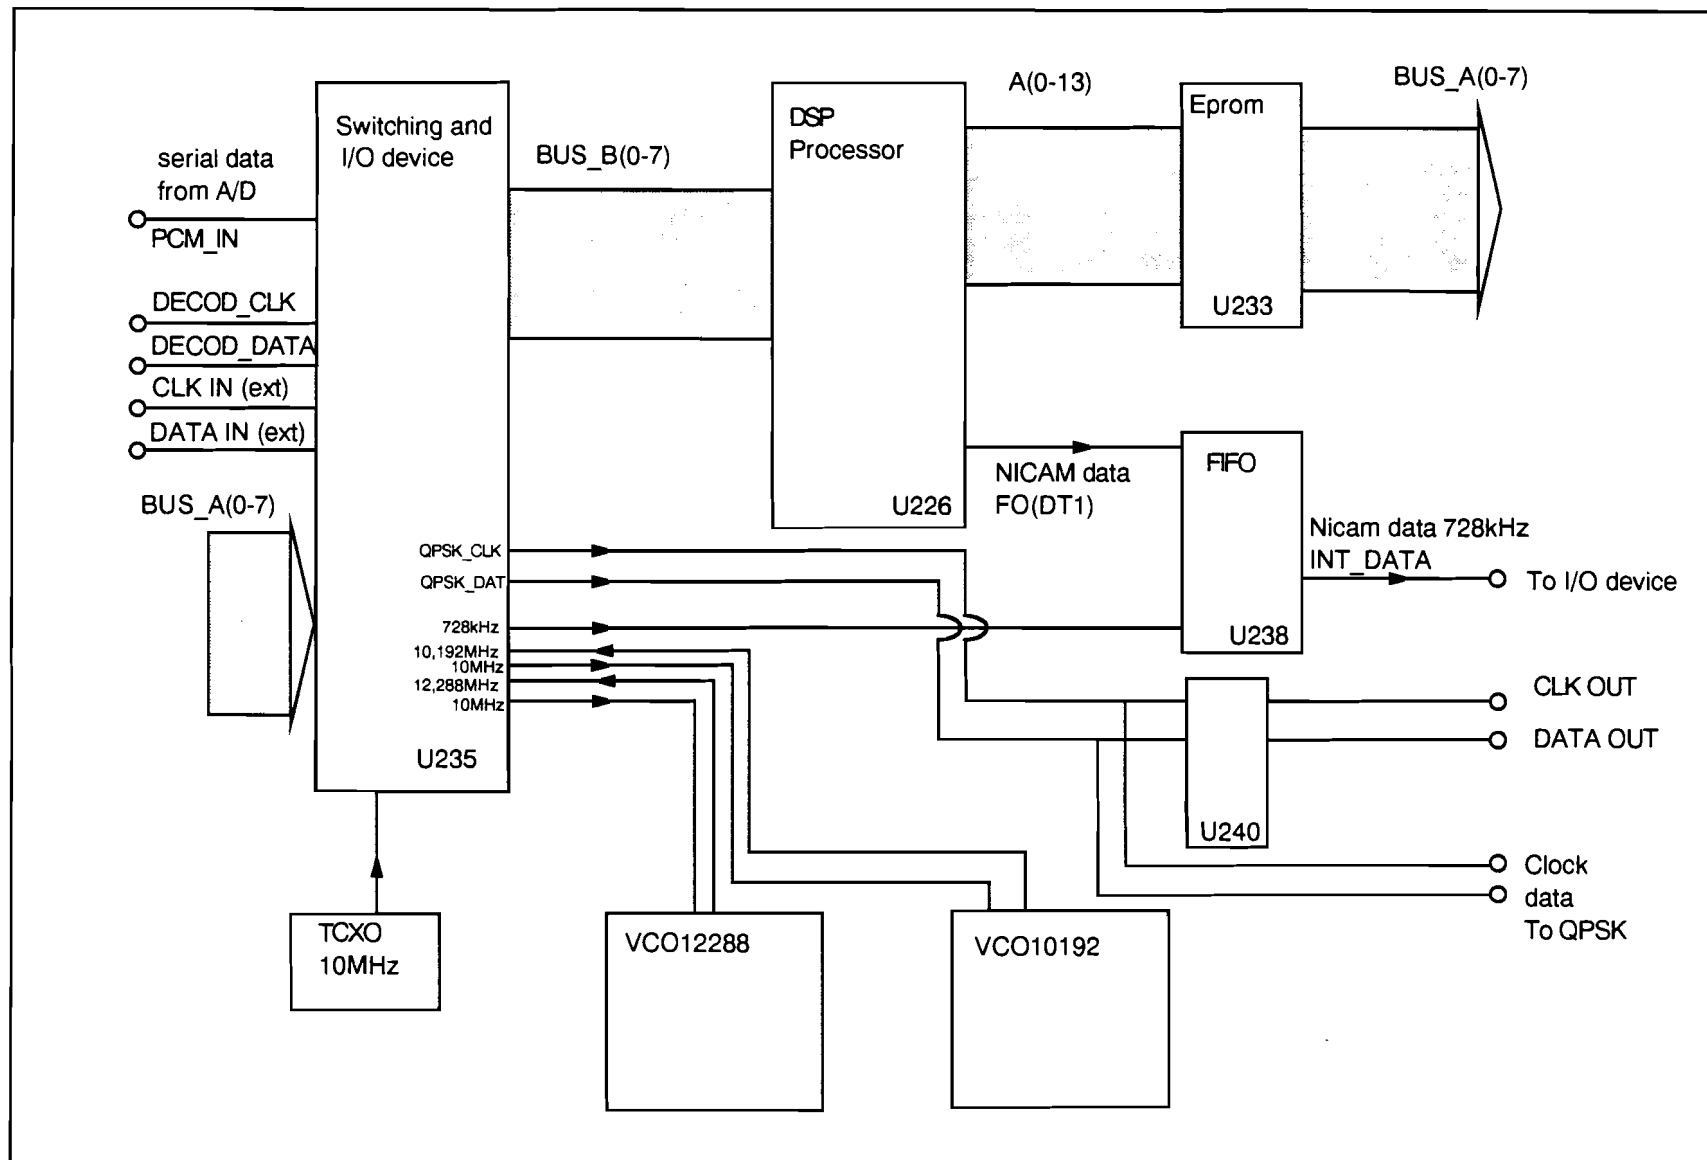 serial data
from A/D
PCM_IN
DECOD_CLK
DECOD_DATA
CLK IN (ext)
DATA IN (ext)
BUS_A(0-7)
Switching and
I/O device
QPSK_CLK
QPSK_DAT
728kHz
10,192MHz
10MHz
12,288MHz
10MHz
U235
TCXO
10MHz
BUS_B(0-7)
DSP
Processor
U226
A(0-13)
Eprom
U233
BUS_A(0-7)
NICAM data
FO(DT1)
FIFO
U238
Nicam data 728kHz
INT_DATA
To I/O device
CLK OUT
DATA OUT
U240
Clock
data
To QPSK
VCO12288
VCO10192